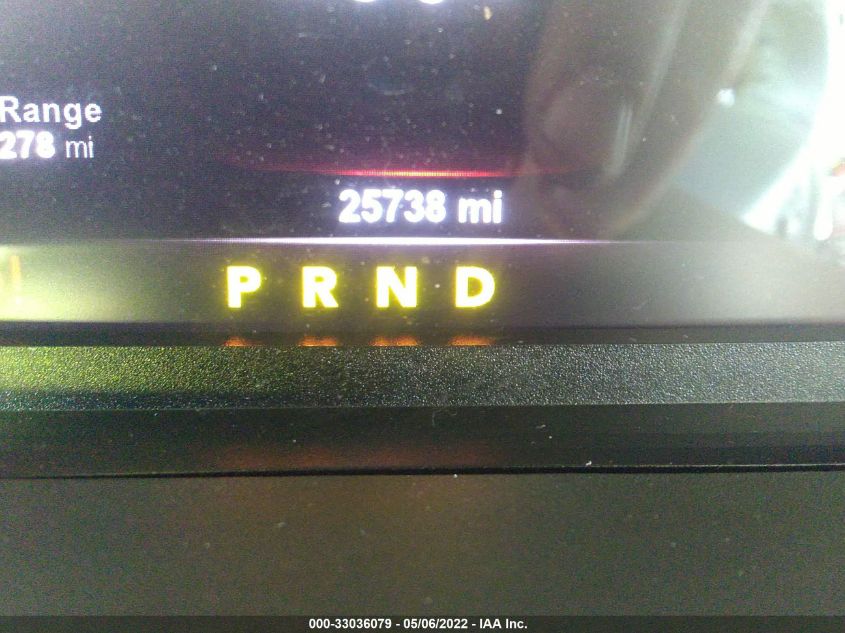 Range
278 mi
25738 mi
P R N D
000-33036079 - 05/06/2022 - IAA Inc.